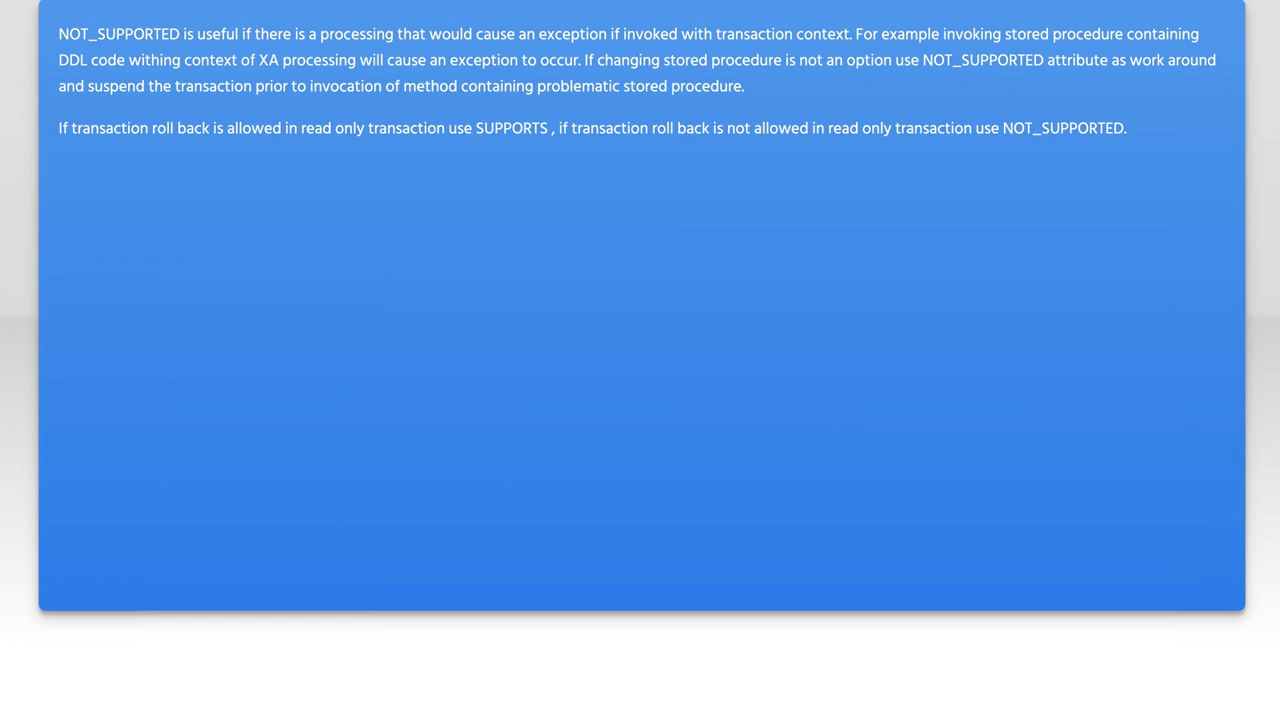 NOT_SUPPORTED is useful if there is a processing that would cause an exception if invoked with transaction context. For example invoking stored procedure containing
DDL code withing context of XA processing will cause an exception to occur. If changing stored procedure is not an option use NOT_SUPPORTED attribute as work around
and suspend the transaction prior to invocation of method containing problematic stored procedure.
If transaction roll back is allowed in read only transaction use SUPPORTS , if transaction roll back is not allowed in read only transaction use NOT_SUPPORTED.